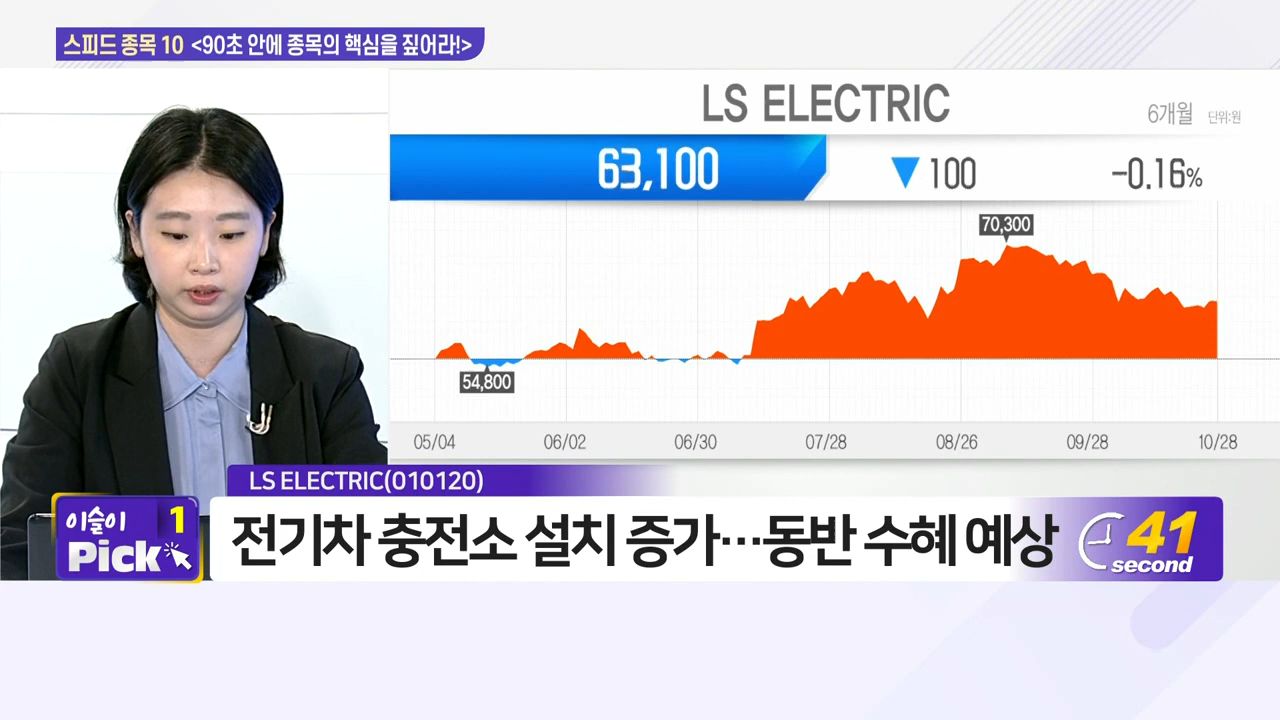 스피드 종목 10 <90초 안에 종목의 핵심을 짚어라!>
LS ELECTRIC
6개월 단위:원
63,100 ▼ 100 -0.16%
70,300
54,800
05/04 06/02 06/30 07/28 08/26 09/28 10/28
LS ELECTRIC(010120)
이슬이 1
Pick
전기차 충전소 설치 증가…동반 수혜 예상
41
second